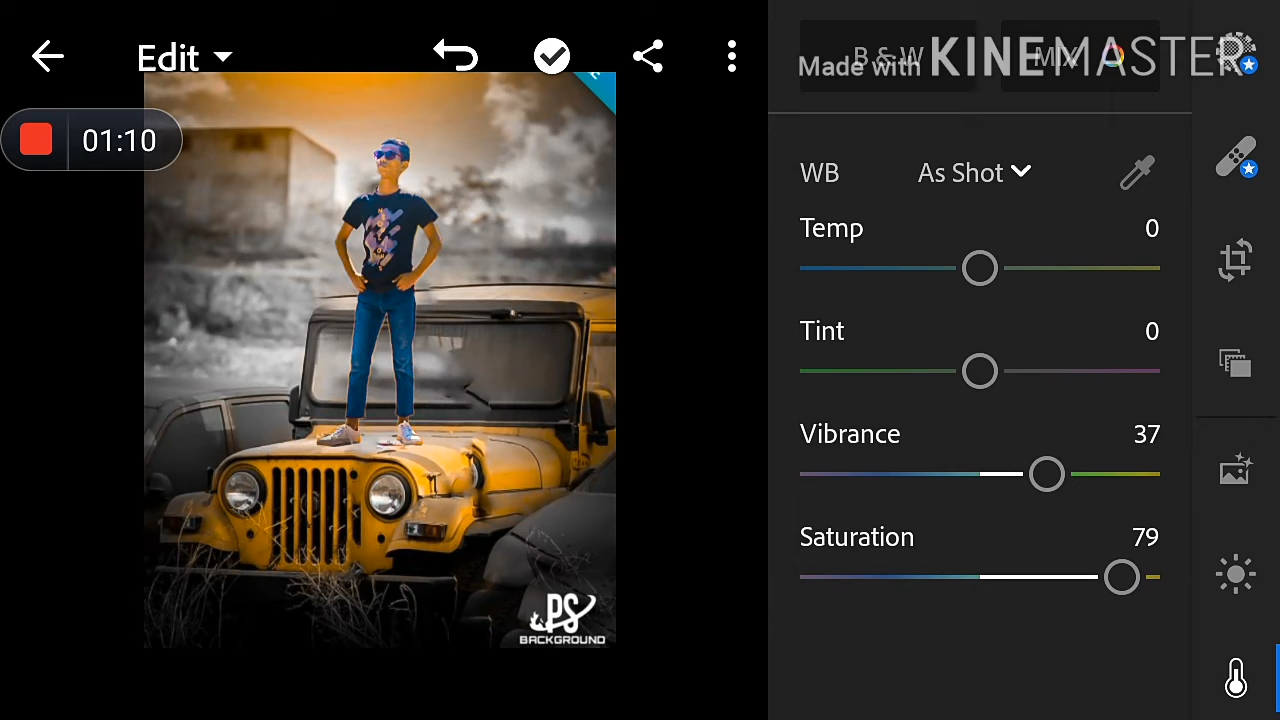 Edit
B & W
MIX
Made with KINEMASTER
01:10
WB
As Shot
Temp
0
Tint
0
Vibrance
37
Saturation
79
PS
BACKGROUND